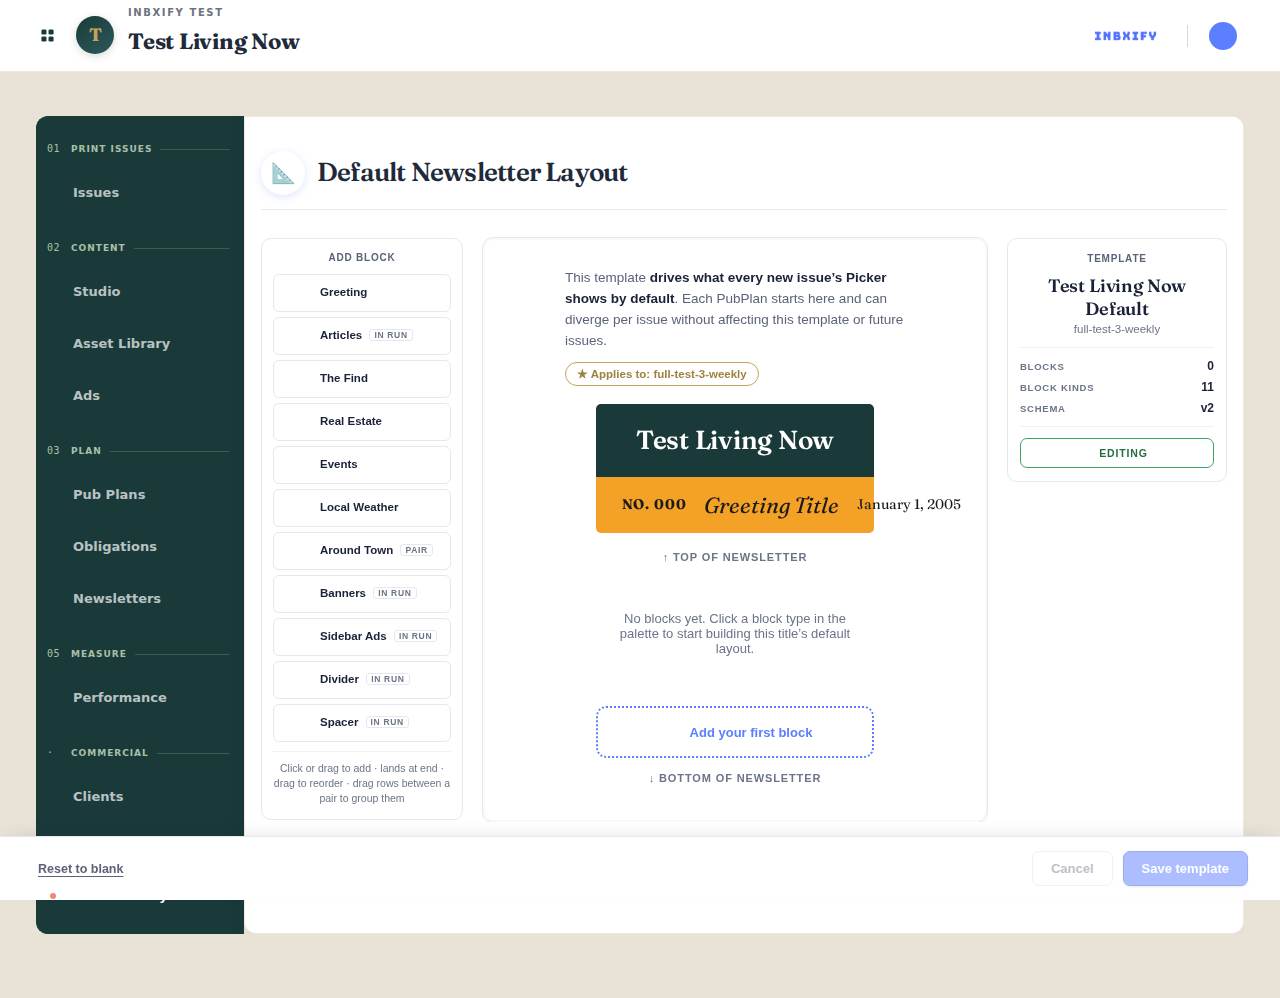 INBXIFY TEST
T
Test Living Now
INBXIFY
01 PRINT ISSUES
Issues
02 CONTENT
Studio
Asset Library
Ads
03 PLAN
Pub Plans
Obligations
Newsletters
05 MEASURE
Performance
· COMMERCIAL
Clients
Default Newsletter Layout
ADD BLOCK
Greeting
Articles IN RUN
The Find
Real Estate
Events
Local Weather
Around Town PAIR
Banners IN RUN
Sidebar Ads IN RUN
Divider IN RUN
Spacer IN RUN
Click or drag to add · lands at end ·
drag to reorder · drag rows between a
pair to group them
This template drives what every new issue’s Picker
shows by default. Each PubPlan starts here and can
diverge per issue without affecting this template or future
issues.
★ Applies to: full-test-3-weekly
Test Living Now
NO. 000 Greeting Title January 1, 2005
↑ TOP OF NEWSLETTER
No blocks yet. Click a block type in the
palette to start building this title’s default
layout.
Add your first block
↓ BOTTOM OF NEWSLETTER
TEMPLATE
Test Living Now
Default
full-test-3-weekly
BLOCKS 0
BLOCK KINDS 11
SCHEMA v2
EDITING
Reset to blank
Cancel
Save template